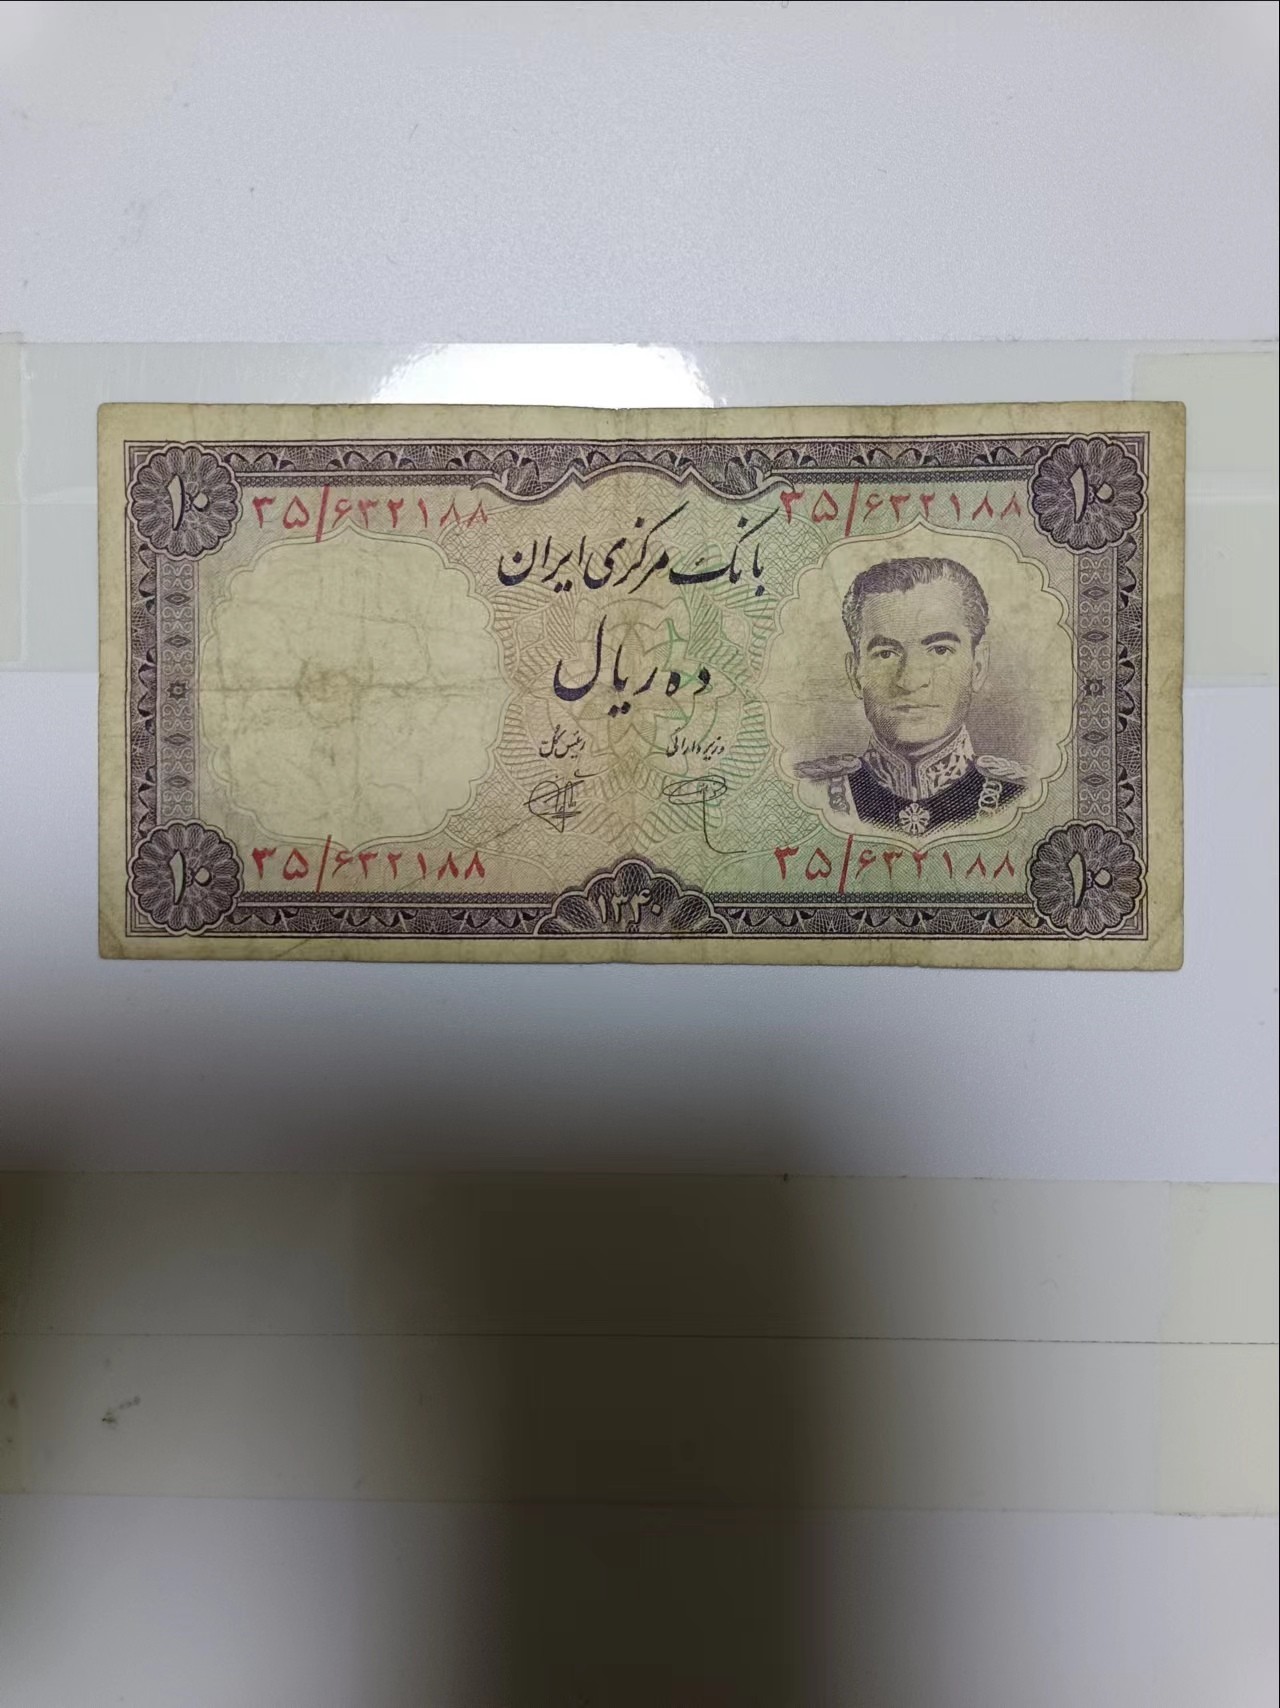 ۱۰ ۱۰
۳۵/۶۳۲۱۸۸ ۳۵/۶۳۲۱۸۸
بانک مرکزی ایران
ده ریال
وزیر دارائی رئیس کل
۳۵/۶۳۲۱۸۸ ۳۵/۶۳۲۱۸۸
۱۰ ۱۰
۱۳۴۰